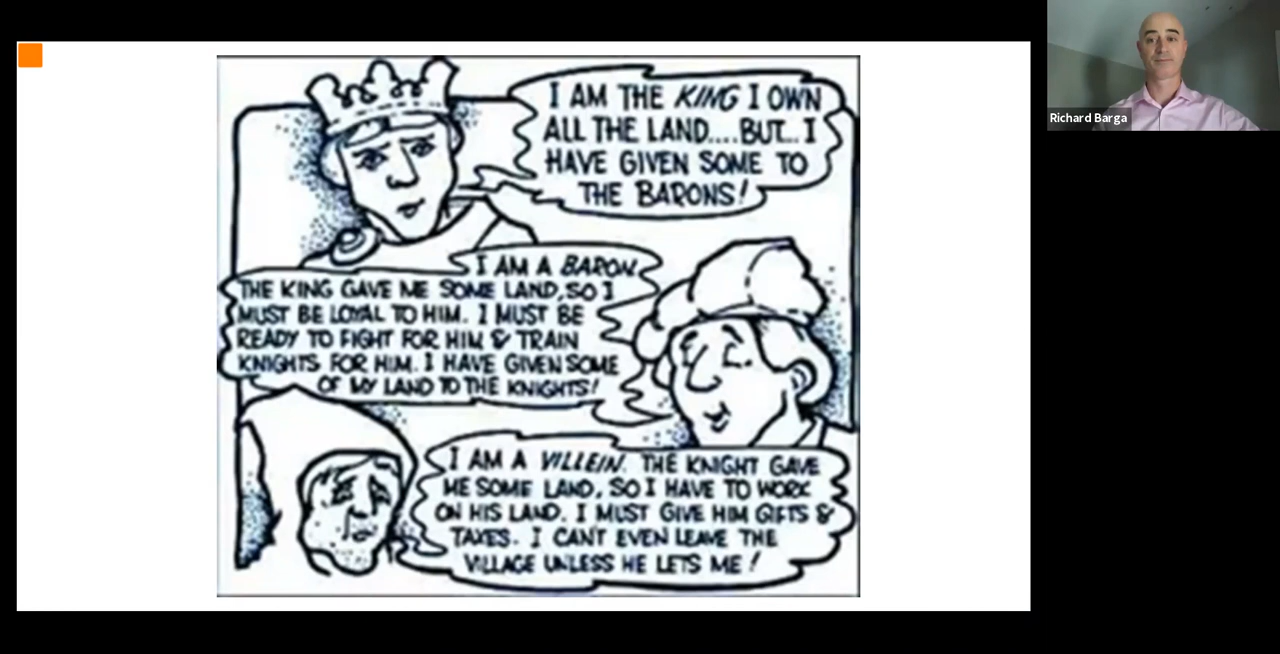 I AM THE KING I OWN
ALL THE LAND....BUT... I
HAVE GIVEN SOME TO
THE BARONS!
I AM A BARON.
THE KING GAVE ME SOME LAND, SO I
MUST BE LOYAL TO HIM. I MUST BE
READY TO FIGHT FOR HIM & TRAIN
KNIGHTS FOR HIM. I HAVE GIVEN SOME
OF MY LAND TO THE KNIGHTS!
I AM A VILLEIN. THE KNIGHT GAVE
ME SOME LAND, SO I HAVE TO WORK
ON HIS LAND. I MUST GIVE HIM GIFTS &
TAXES. I CAN'T EVEN LEAVE THE
VILLAGE UNLESS HE LETS ME!
Richard Barga